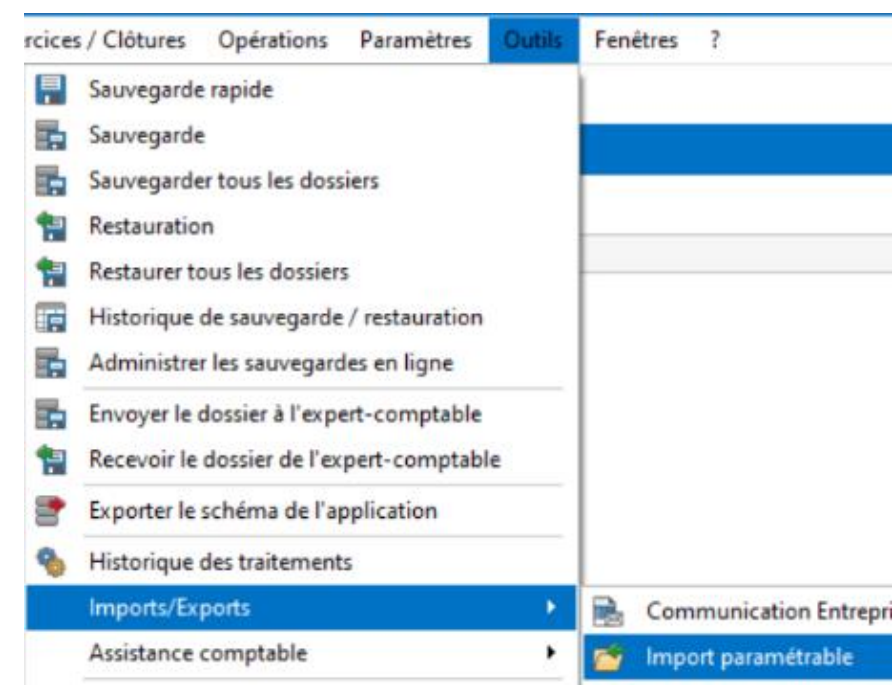 rcices / Clôtures Opérations Paramètres Outils Fenêtres ?
Sauvegarde rapide
Sauvegarde
Sauvegarder tous les dossiers
Restauration
Restaurer tous les dossiers
Historique de sauvegarde / restauration
Administrer les sauvegardes en ligne
Envoyer le dossier à l'expert-comptable
Recevoir le dossier de l'expert-comptable
Exporter le schéma de l'application
Historique des traitements
Imports/Exports
Communication Entrepri
Assistance comptable
Import paramétrable